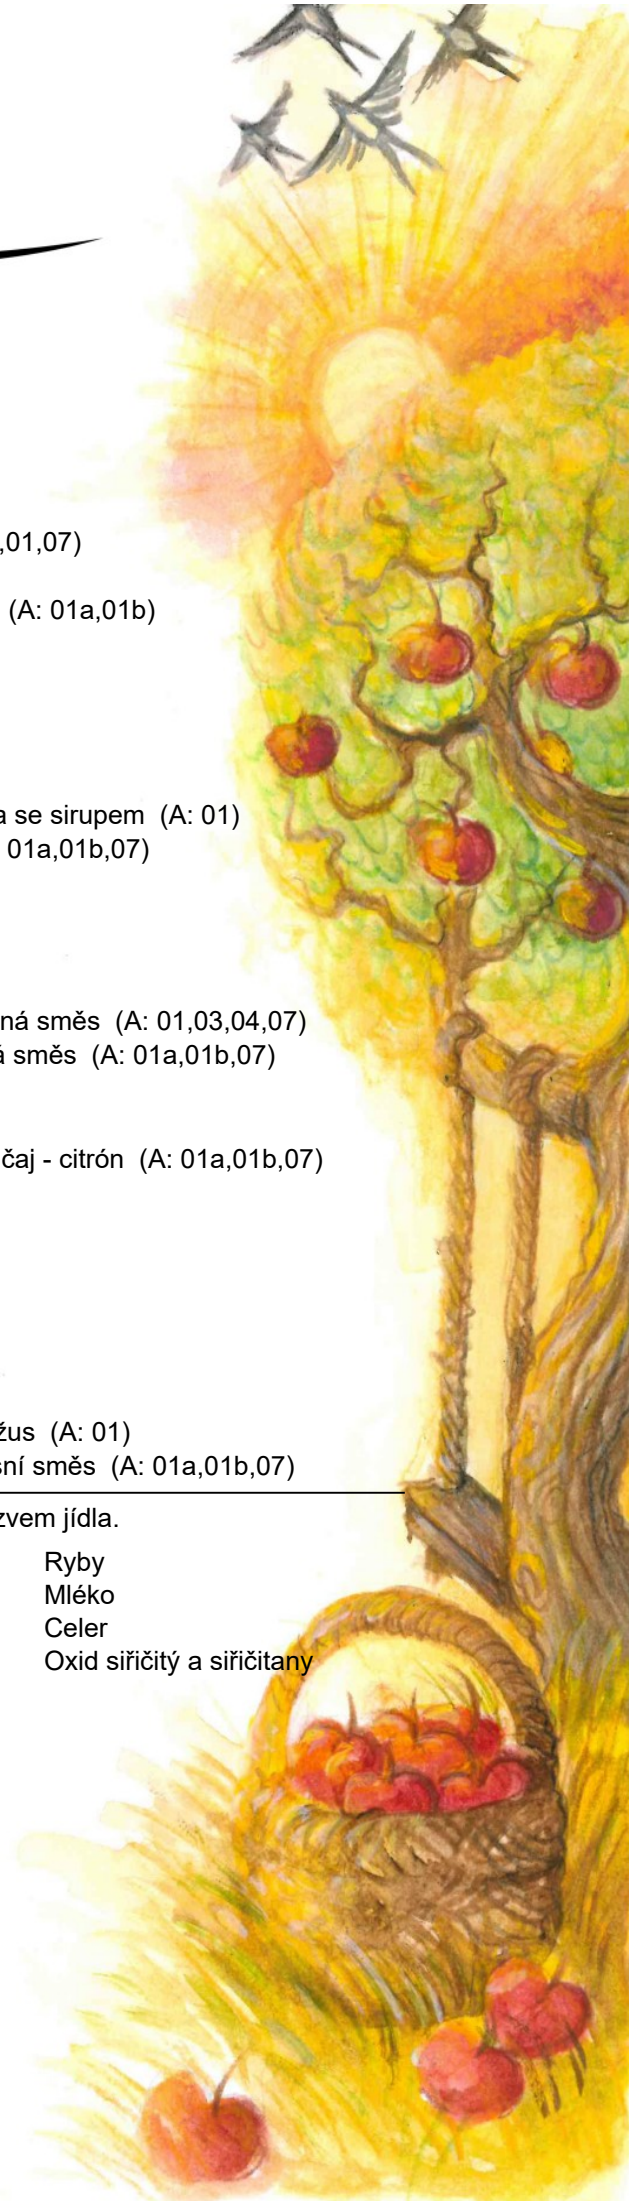 ,01,07)
(A: 01a,01b)
a se sirupem (A: 01)
01a,01b,07)
ná směs (A: 01,03,04,07)
á směs (A: 01a,01b,07)
čaj - citrón (A: 01a,01b,07)
žus (A: 01)
sní směs (A: 01a,01b,07)
zvem jídla.
Ryby
Mléko
Celer
Oxid siřičitý a siřičitany